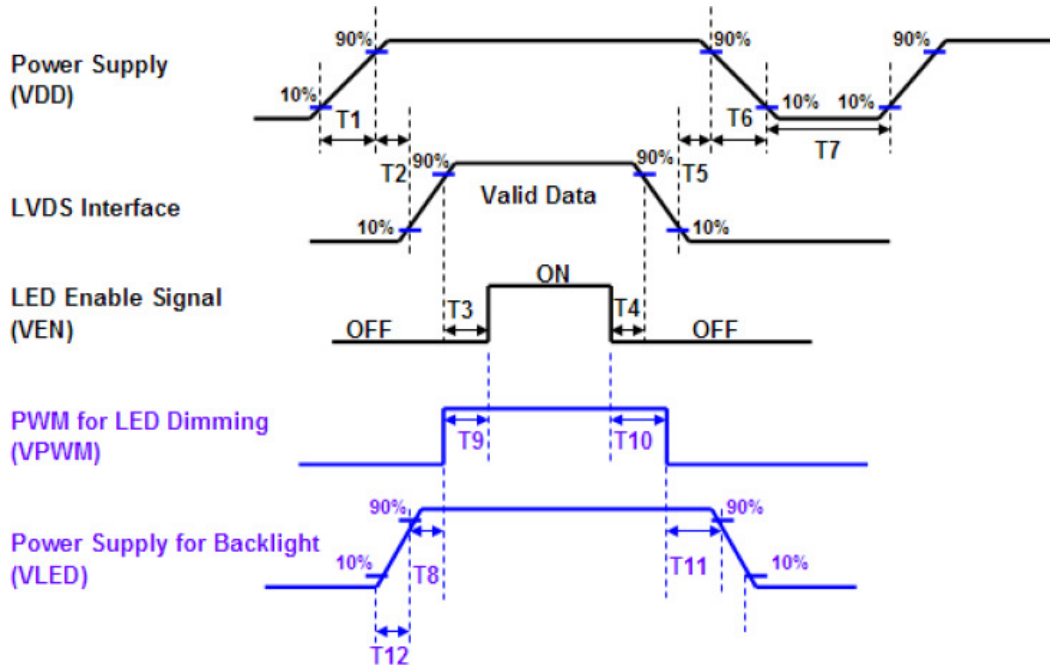 90%
90%
90%
Power Supply
(VDD)
10%
T1
T6
10%
10%
T7
T2
90%
90%
T5
LVDS Interface
Valid Data
10%
10%
LED Enable Signal
(VEN)
ON
T3
T4
OFF
OFF
PWM for LED Dimming
(VPWM)
T9
T10
90%
90%
Power Supply for Backlight
(VLED)
10%
T8
T11
10%
T12